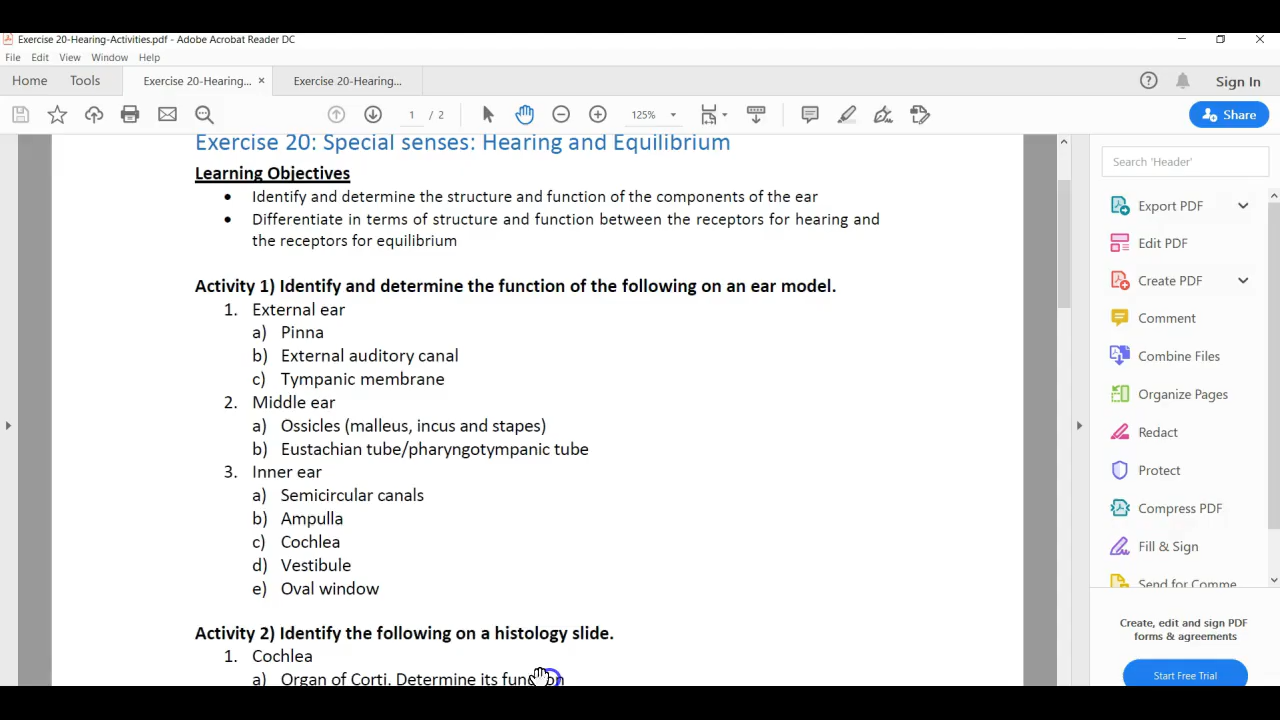 Exercise 20-Hearing-Activities.pdf - Adobe Acrobat Reader DC
File Edit View Window Help
Home Tools Exercise 20-Hearing... × Exercise 20-Hearing... Sign In
1 / 2 125% Share
Exercise 20: Special senses: Hearing and Equilibrium
Learning Objectives
• Identify and determine the structure and function of the components of the ear
• Differentiate in terms of structure and function between the receptors for hearing and
the receptors for equilibrium
Activity 1) Identify and determine the function of the following on an ear model.
1. External ear
a) Pinna
b) External auditory canal
c) Tympanic membrane
2. Middle ear
a) Ossicles (malleus, incus and stapes)
b) Eustachian tube/pharyngotympanic tube
3. Inner ear
a) Semicircular canals
b) Ampulla
c) Cochlea
d) Vestibule
e) Oval window
Activity 2) Identify the following on a histology slide.
1. Cochlea
a) Organ of Corti. Determine its function
Search 'Header'
Export PDF
Edit PDF
Create PDF
Comment
Combine Files
Organize Pages
Redact
Protect
Compress PDF
Fill & Sign
Send for Comme
Create, edit and sign PDF
forms & agreements
Start Free Trial